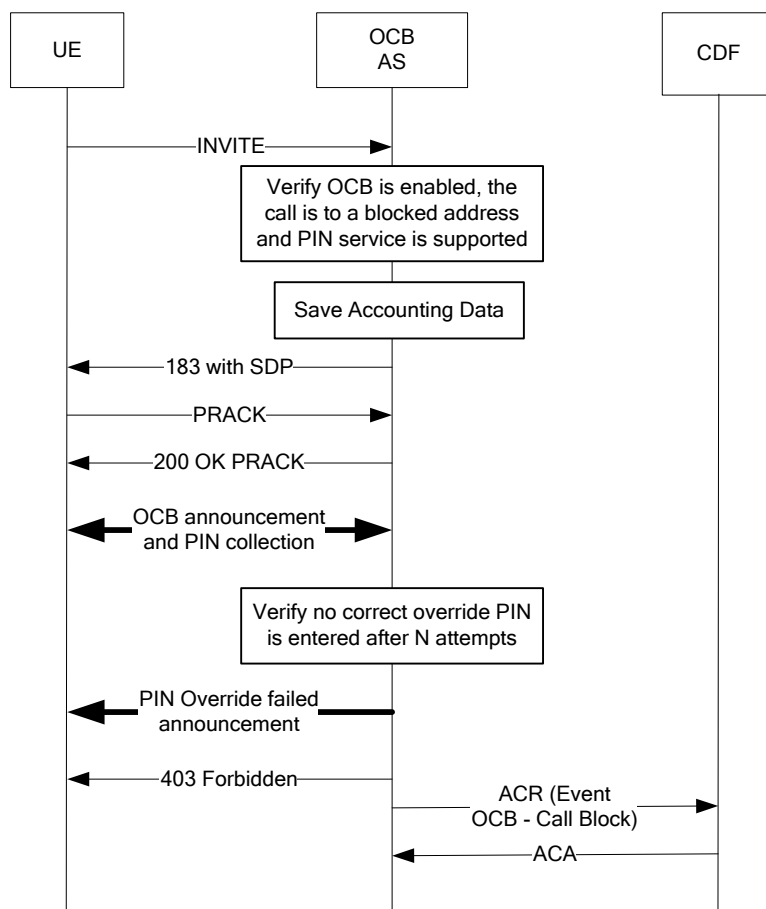 UE
OCB
AS
CDF
INVITE
Verify OCB is enabled, the
call is to a blocked address
and PIN service is supported
Save Accounting Data
183 with SDP
PRACK
200 OK PRACK
OCB announcement
and PIN collection
Verify no correct override PIN
is entered after N attempts
PIN Override failed
announcement
403 Forbidden
ACR (Event
OCB - Call Block)
ACA